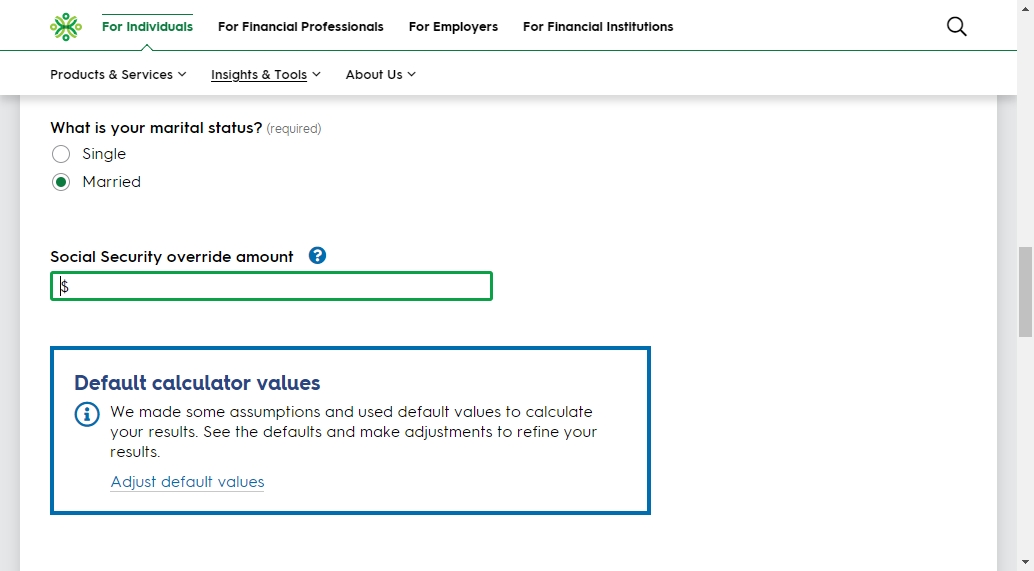 For Individuals For Financial Professionals For Employers For Financial Institutions
Products & Services Insights & Tools About Us
What is your marital status? (required)
Single
Married
Social Security override amount ?
$
Default calculator values
We made some assumptions and used default values to calculate
your results. See the defaults and make adjustments to refine your
results.
Adjust default values